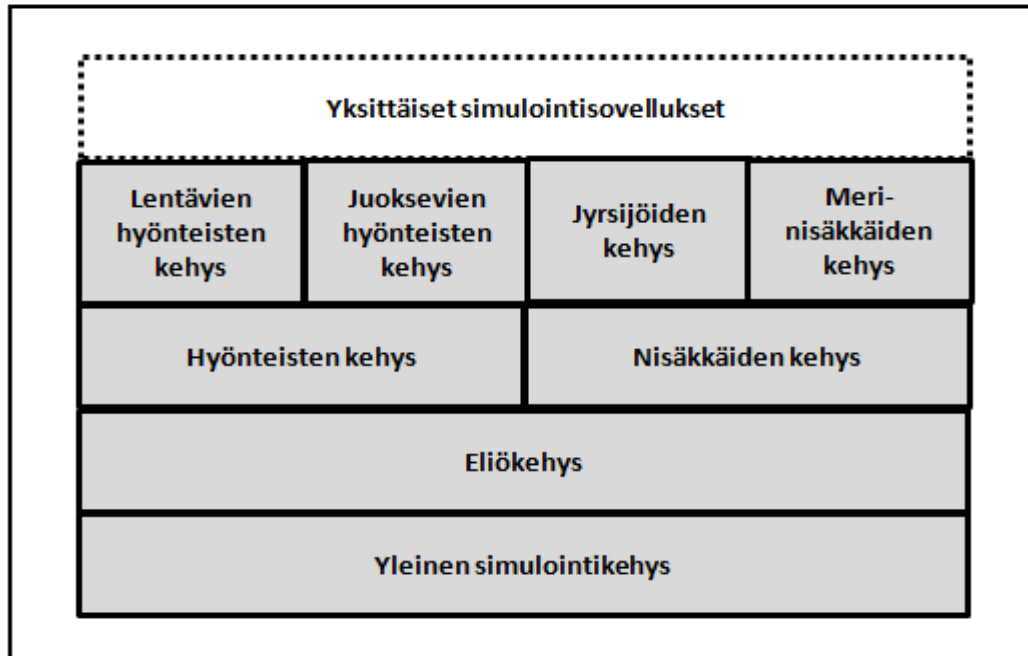 Yksittäiset simulointisovellukset
Lentävien
hyönteisten
kehys
Juoksevien
hyönteisten
kehys
Jyrsijöiden
kehys
Meri-
nisäkkäiden
kehys
Hyönteisten kehys
Nisäkkäiden kehys
Eliökehys
Yleinen simulointikehys